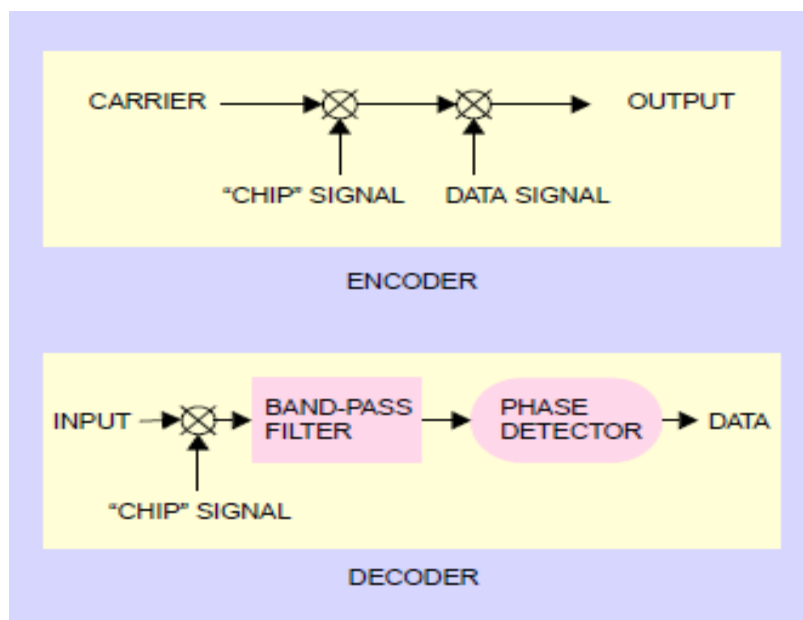 CARRIER
OUTPUT
“CHIP” SIGNAL
DATA SIGNAL
ENCODER
INPUT
BAND-PASS
FILTER
PHASE
DETECTOR
DATA
“CHIP” SIGNAL
DECODER